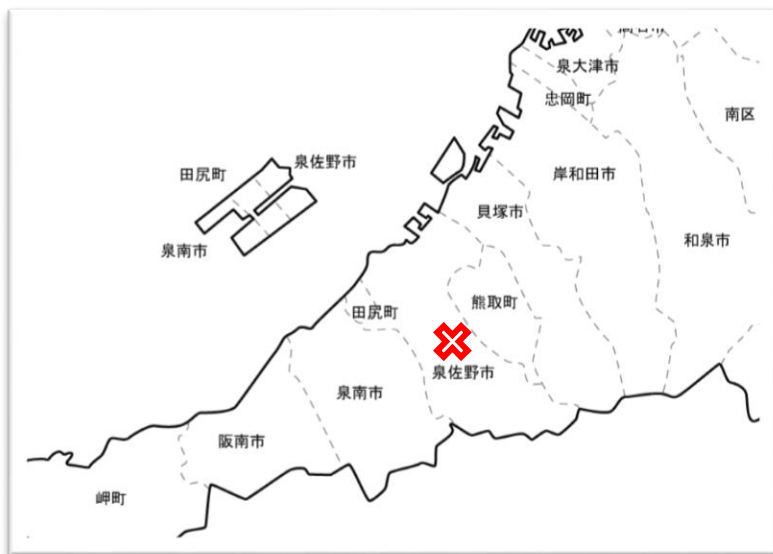 泉大津市
忠岡町
南区
岸和田市
泉佐野市
田尻町
貝塚市
和泉市
泉南市
熊取町
田尻町
泉佐野市
泉南市
阪南市
岬町